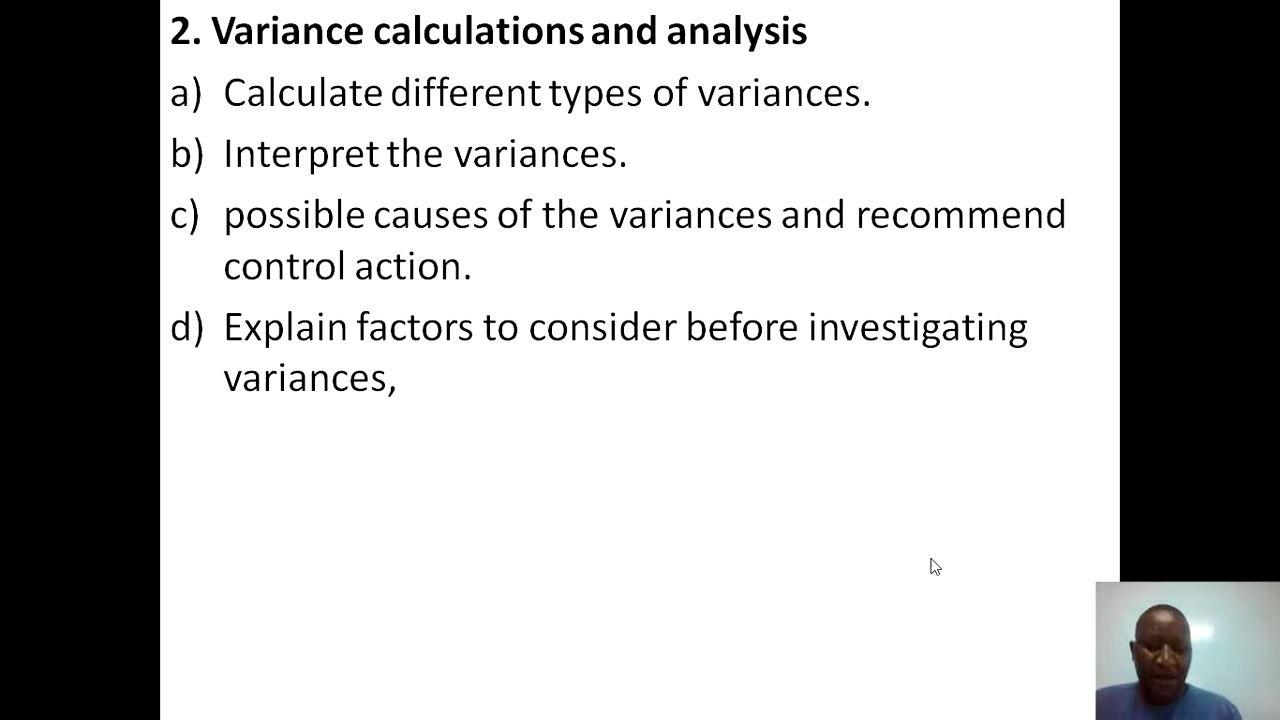 2. Variance calculations and analysis
a) Calculate different types of variances.
b) Interpret the variances.
c) possible causes of the variances and recommend
control action.
d) Explain factors to consider before investigating
variances,